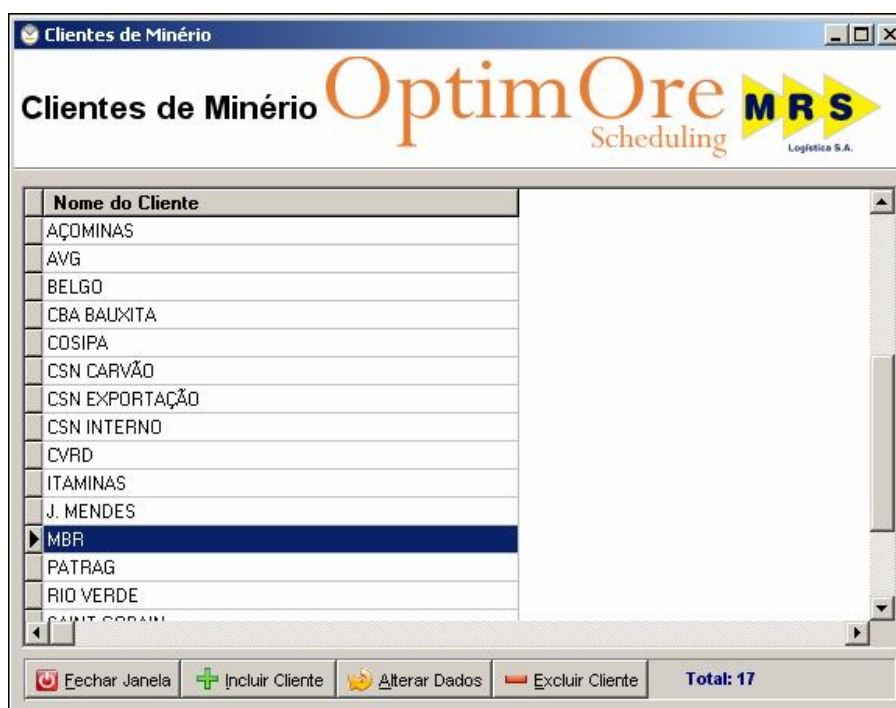 Clientes de Minério
Clientes de Minério
OptimOre
Scheduling
MRS
Logística S.A.
Nome do Cliente
AÇOMINAS
AVG
BELGO
CBA BAUXITA
COSIPA
CSN CARVÃO
CSN EXPORTAÇÃO
CSN INTERNO
CVRD
ITAMINAS
J. MENDES
MBR
PATRAG
RIO VERDE
Fechar Janela
Incluir Cliente
Alterar Dados
Excluir Cliente
Total: 17